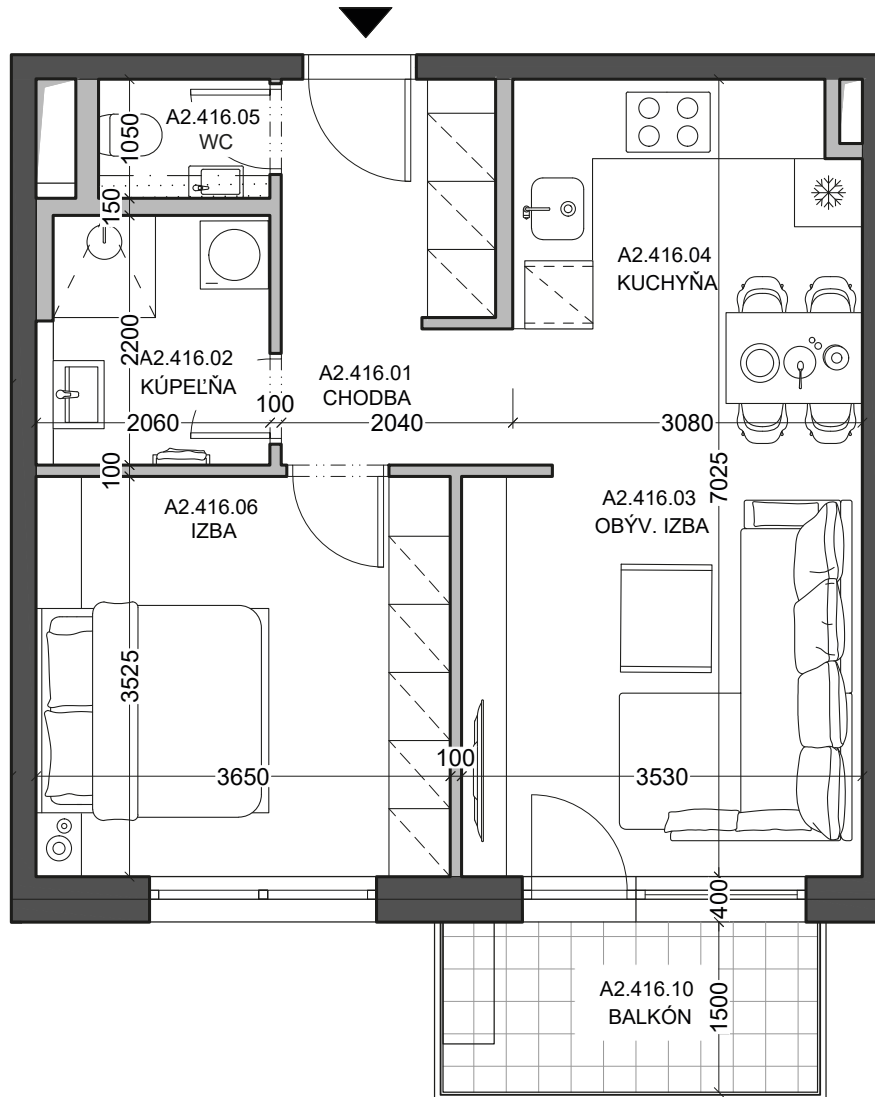 A2.416.05
WC
1050
150
A2.416.04
KUCHYŇA
2200
A2.416.02
KÚPEĽŇA
A2.416.01
CHODBA
100
2060
2040
3080
100
7025
A2.416.06
IZBA
A2.416.03
OBÝV. IZBA
3525
3650
100
3530
400
A2.416.10
BALKÓN
1500